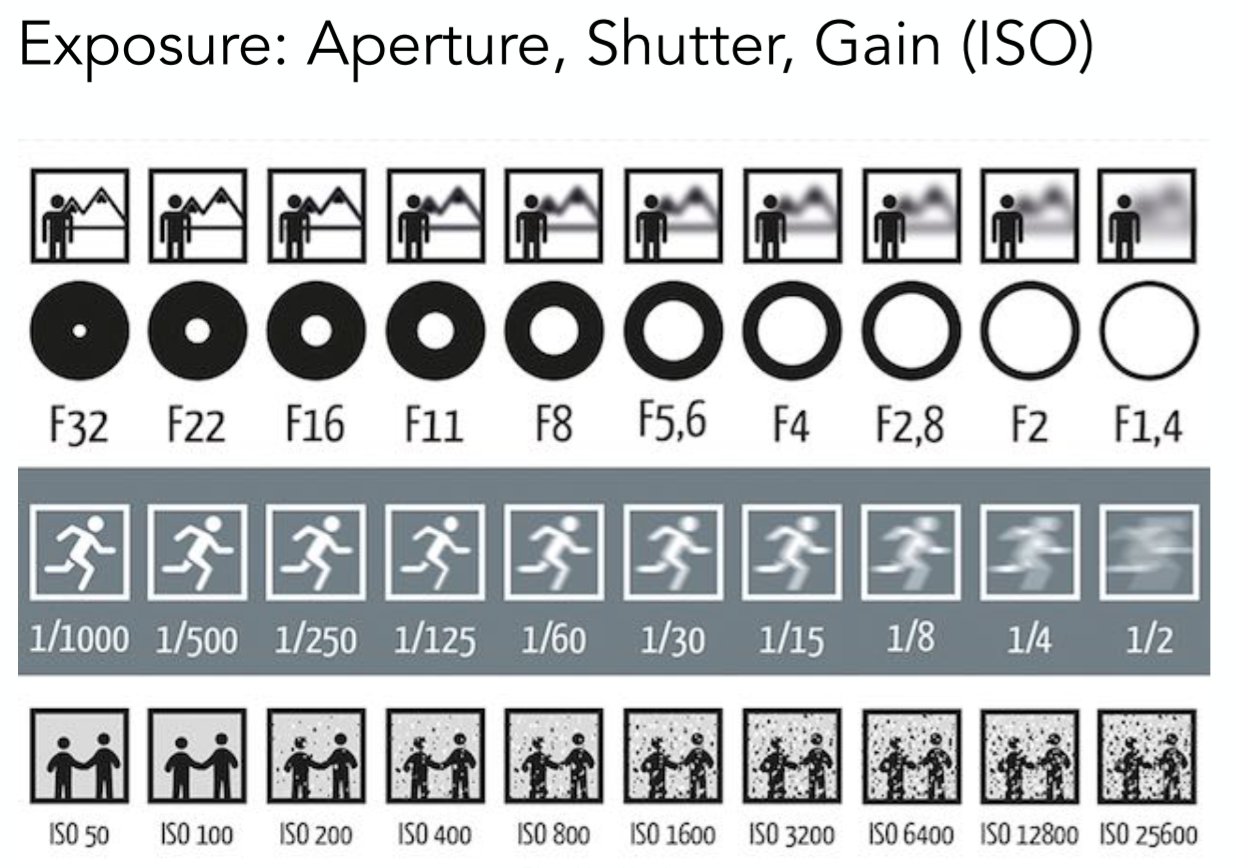 Exposure: Aperture, Shutter, Gain (ISO)
F32 F22 F16 F11 F8 F5,6 F4 F2,8 F2 F1,4
1/1000 1/500 1/250 1/125 1/60 1/30 1/15 1/8 1/4 1/2
ISO 50 ISO 100 ISO 200 ISO 400 ISO 800 ISO 1600 ISO 3200 ISO 6400 ISO 12800 ISO 25600